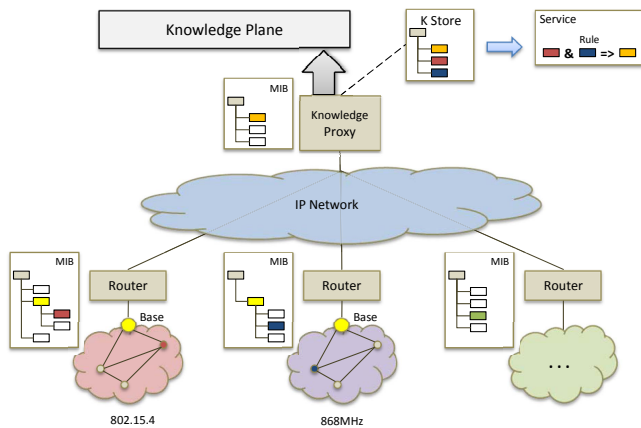 Knowledge Plane
K Store
Service
Rule
& =>
MIB
Knowledge
Proxy
IP Network
MIB
Router
Base
MIB
Router
Base
MIB
Router
...
802.15.4
868MHz